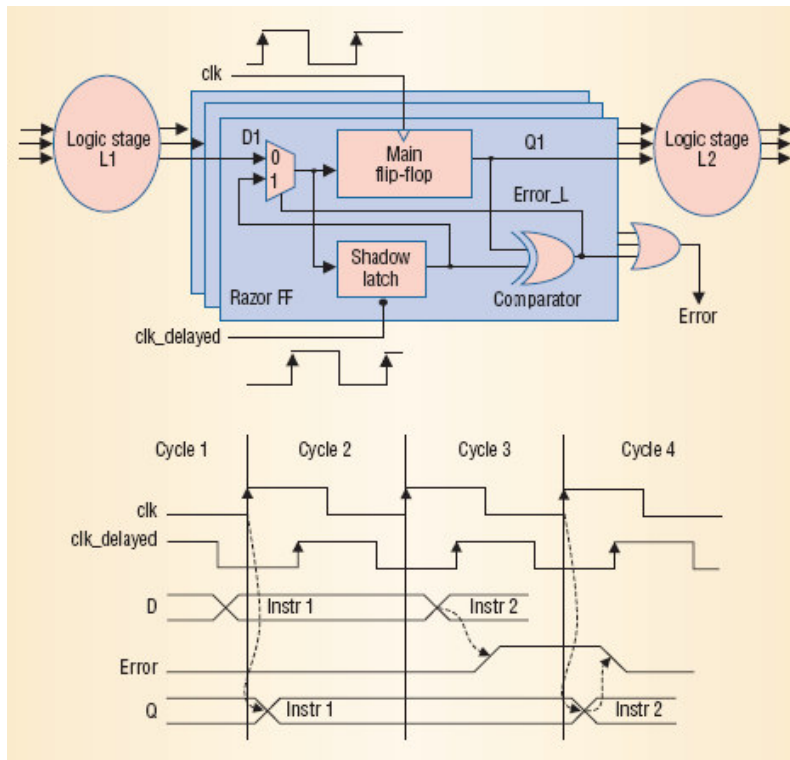 clk
Logic stage
L1
D1
0
1
Main
flip-flop
Q1
Logic stage
L2
Error_L
Shadow
latch
Razor FF
Comparator
Error
clk_delayed
Cycle 1
Cycle 2
Cycle 3
Cycle 4
clk
clk_delayed
D
Instr 1
Instr 2
Error
Q
Instr 1
Instr 2